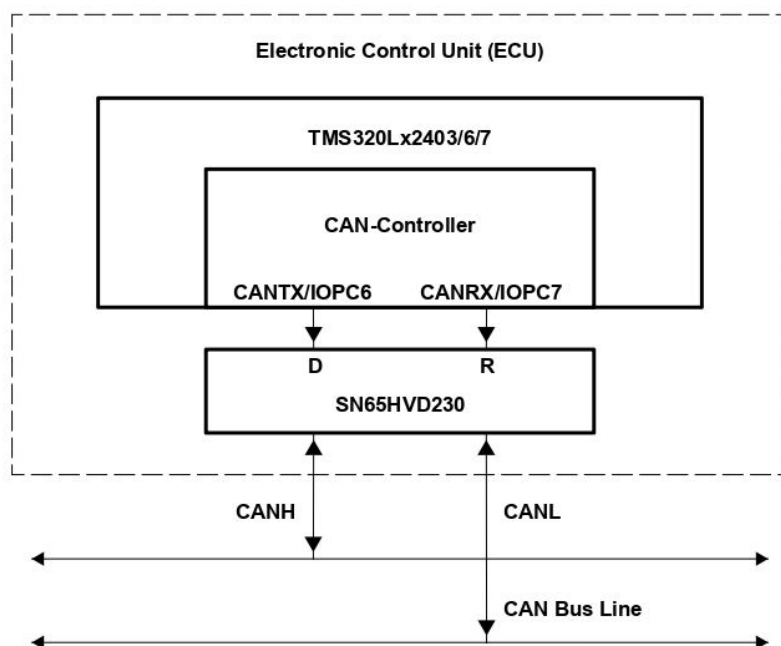 Electronic Control Unit (ECU)
TMS320Lx2403/6/7
CAN-Controller
CANTX/IOPC6 CANRX/IOPC7
D R
SN65HVD230
CANH CANL
CAN Bus Line